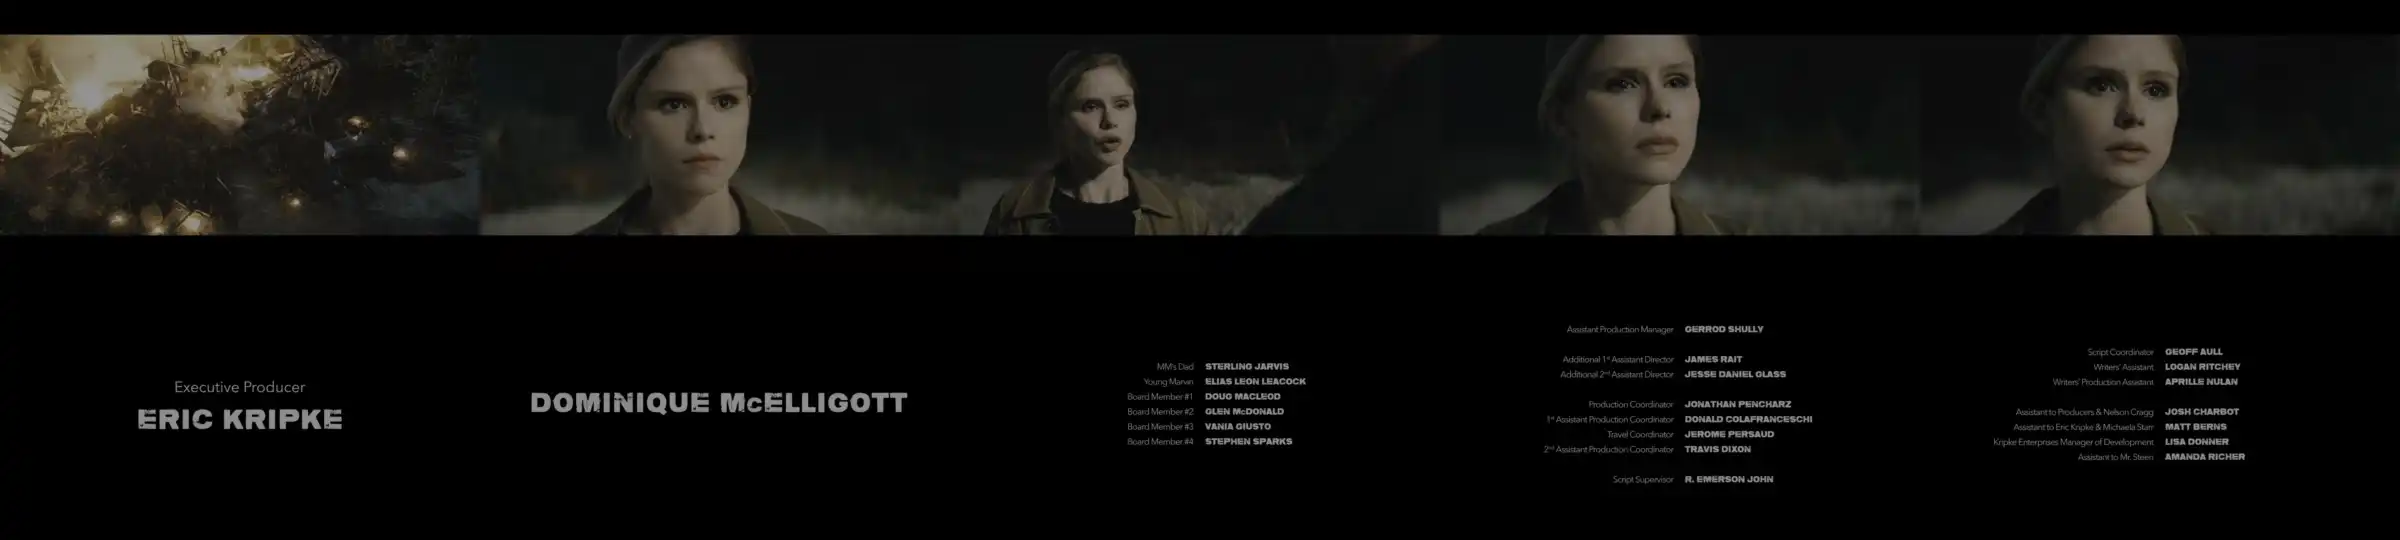 Executive Producer
ERIC KRIPKE
DOMINIQUE McELLIGOTT
MM's Dad STERLING JARVIS
Young Marvin ELIAS LEON LEACOCK
Board Member #1 DOUG MACLEOD
Board Member #2 GLEN McDONALD
Board Member #3 VANIA GIUSTO
Board Member #4 STEPHEN SPARKS
Assistant Production Manager GERROD SHULLY
Additional 1st Assistant Director JAMES RAIT
Additional 2nd Assistant Director JESSE DANIEL GLASS
Production Coordinator JONATHAN PENCHARZ
1st Assistant Production Coordinator DONALD COLAFRANCESCHI
Travel Coordinator JEROME PERSAUD
2nd Assistant Production Coordinator TRAVIS DIXON
Script Supervisor R. EMERSON JOHN
Script Coordinator GEOFF AULL
Writers' Assistant LOGAN RITCHEY
Writers' Production Assistant APRILLE NULAN
Assistant to Producers & Nelson Cragg JOSH CHARBOT
Assistant to Eric Kripke & Michaela Starr MATT BERNS
Kripke Enterprises Manager of Development LISA DONNER
Assistant to Mr. Steen AMANDA RICHER